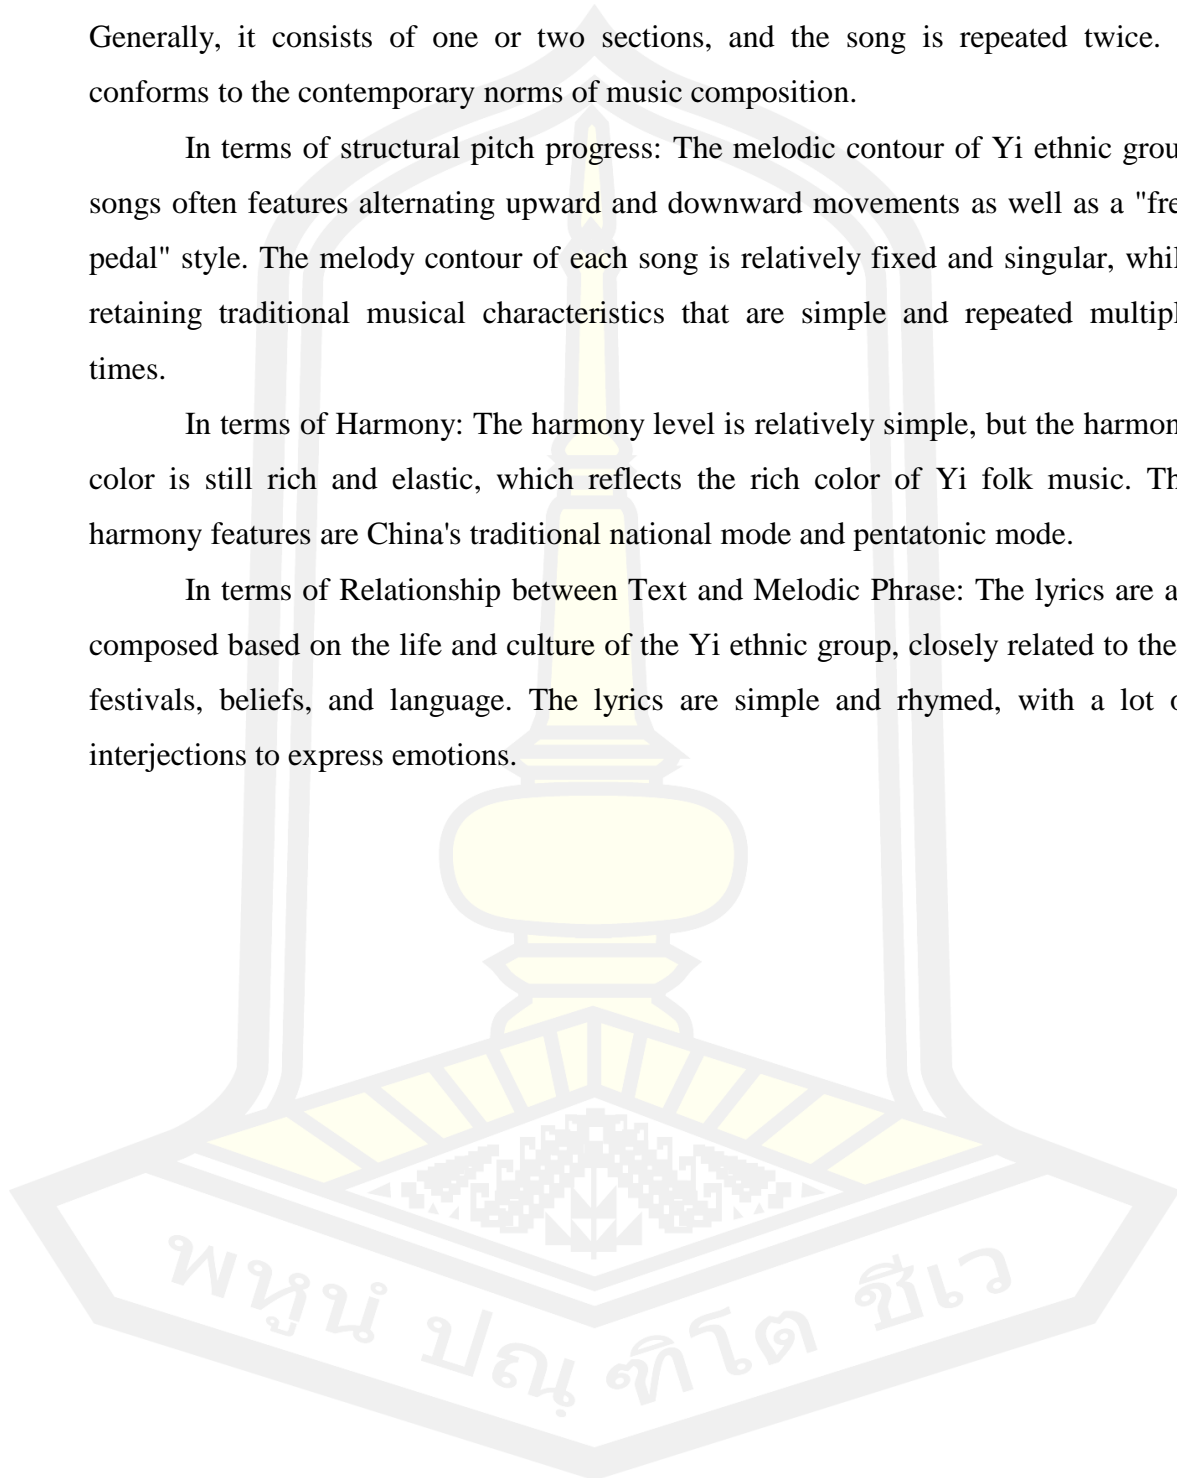 Generally, it consists of one or two sections, and the song is repeated twice.
conforms to the contemporary norms of music composition.
In terms of structural pitch progress: The melodic contour of Yi ethnic grou
songs often features alternating upward and downward movements as well as a "fre
pedal" style. The melody contour of each song is relatively fixed and singular, whil
retaining traditional musical characteristics that are simple and repeated multipl
times.
In terms of Harmony: The harmony level is relatively simple, but the harmon
color is still rich and elastic, which reflects the rich color of Yi folk music. Th
harmony features are China's traditional national mode and pentatonic mode.
In terms of Relationship between Text and Melodic Phrase: The lyrics are a
composed based on the life and culture of the Yi ethnic group, closely related to the
festivals, beliefs, and language. The lyrics are simple and rhymed, with a lot o
interjections to express emotions.
พหูนํ ปณฺฑิโต ชีเว